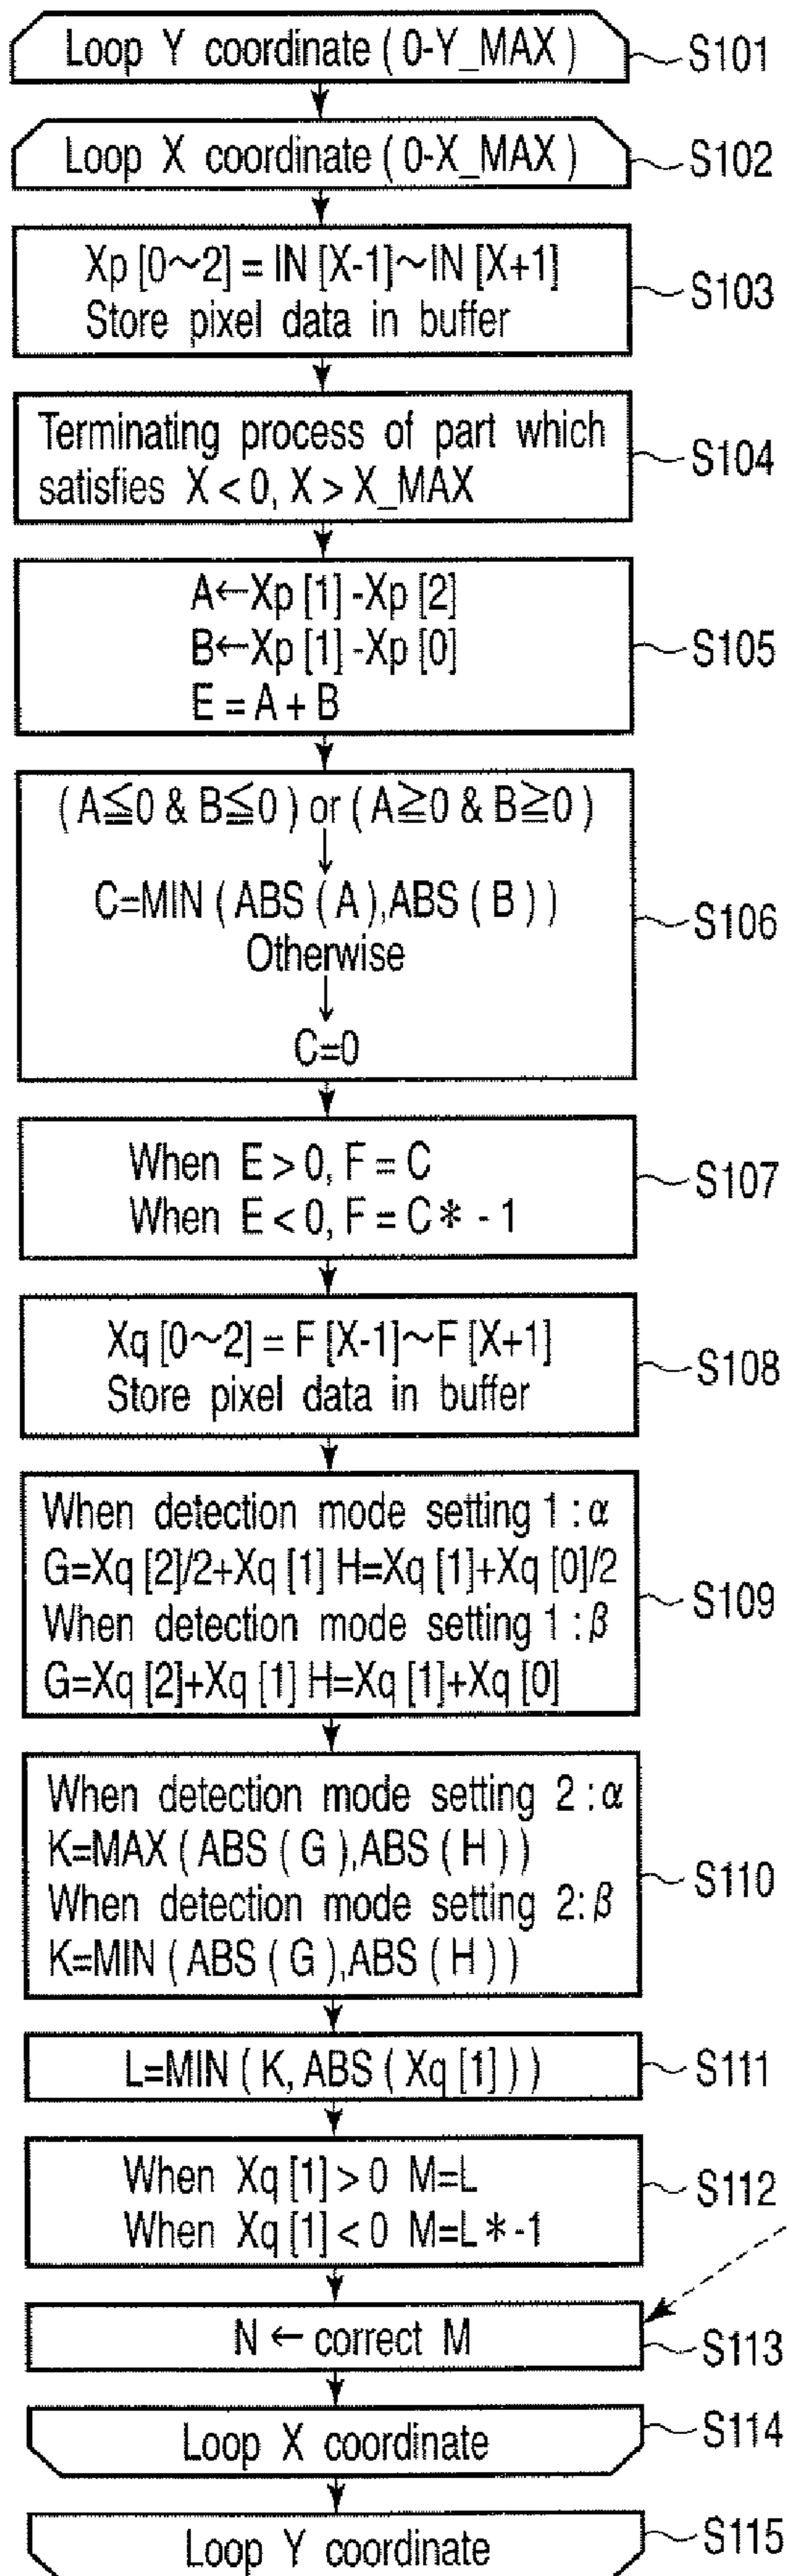 Loop Y coordinate ( 0-Y_MAX ) S101
Loop X coordinate ( 0-X_MAX ) S102
Xp [0~2] = IN [X-1]~IN [X+1]
Store pixel data in buffer
S103
Terminating process of part which
satisfies X < 0, X > X_MAX
S104
A←Xp [1] -Xp [2]
B←Xp [1] -Xp [0]
E = A + B
S105
( A≦0 & B≦0 ) or ( A≧0 & B≧0 )
C=MIN ( ABS ( A ),ABS ( B ) )
Otherwise
C=0
S106
When E > 0, F = C
When E < 0, F = C * - 1
S107
Xq [0~2] = F [X-1]~F [X+1]
Store pixel data in buffer
S108
When detection mode setting 1 : α
G=Xq [2]/2+Xq [1] H=Xq [1]+Xq [0]/2
When detection mode setting 1 : β
G=Xq [2]+Xq [1] H=Xq [1]+Xq [0]
S109
When detection mode setting 2 : α
K=MAX ( ABS ( G ),ABS ( H ) )
When detection mode setting 2: β
K=MIN ( ABS ( G ),ABS ( H ) )
S110
L=MIN ( K, ABS ( Xq [1] ) ) S111
When Xq [1] > 0 M=L
When Xq [1] < 0 M=L * -1
S112
N ← correct M S113
Loop X coordinate S114
Loop Y coordinate S115